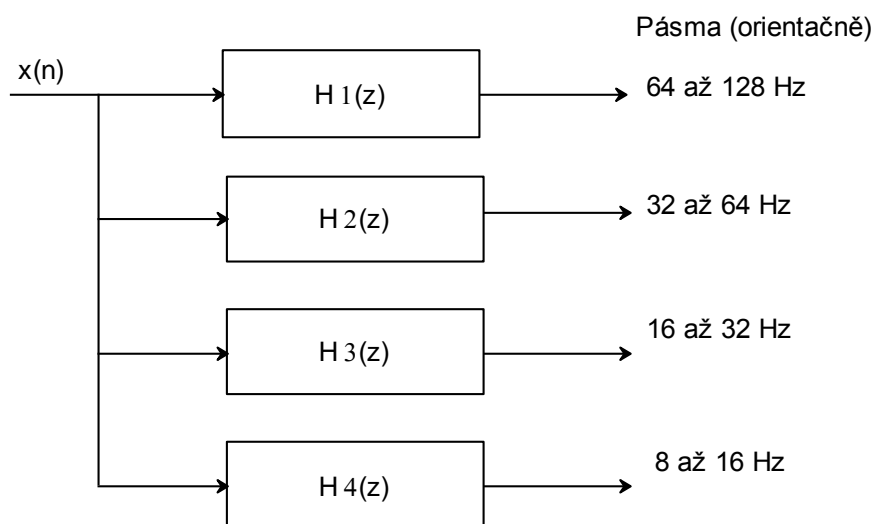 Pásma (orientačně)
x(n)
H 1(z)
64 až 128 Hz
H 2(z)
32 až 64 Hz
H 3(z)
16 až 32 Hz
H 4(z)
8 až 16 Hz